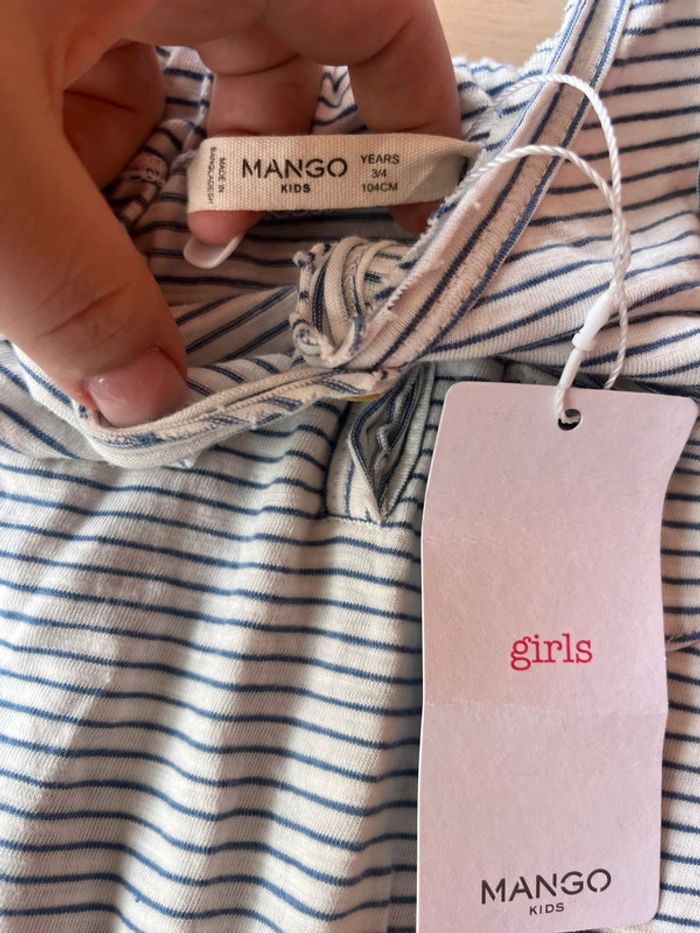 MADE IN
BANGLADESH
MANGO
KIDS
YEARS
3/4
104CM
girls
MANGO
KIDS